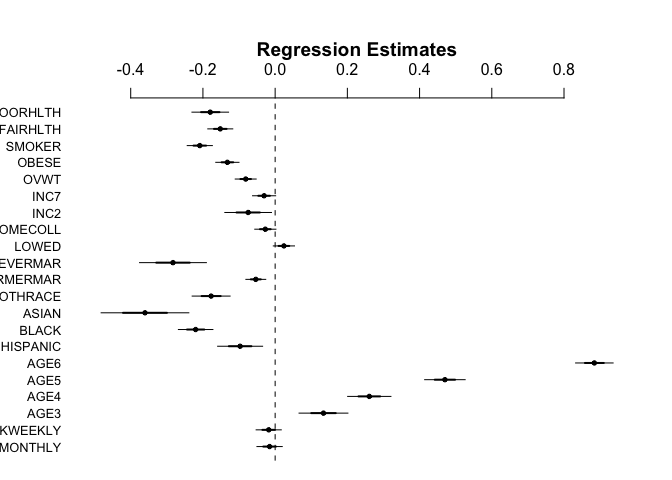 Regression Estimates
-0.4 -0.2 0.0 0.2 0.4 0.6 0.8
OORHLTH
FAIRHLTH
SMOKER
OBESE
OVWT
INC7
INC2
OMECOLL
LOWED
EVERMAR
RMERMAR
OTHRACE
ASIAN
BLACK
HISPANIC
AGE6
AGE5
AGE4
AGE3
KWEEKLY
MONTHLY